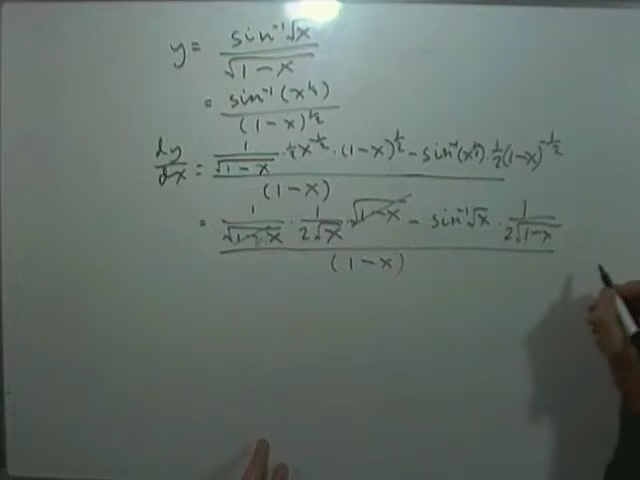 y = sin⁻¹√x / √(1-x)
= sin⁻¹(x^½) / (1-x)^½
dy/dx = (1/√(1-x) · ½x^-½ · (1-x)^½ - sin⁻¹(x^½) · ½(1-x)^-½) / (1-x)
= (1/√(1-x) · 1/(2√x) · √(1-x) - sin⁻¹√x · 1/(2√(1-x))) / (1-x)